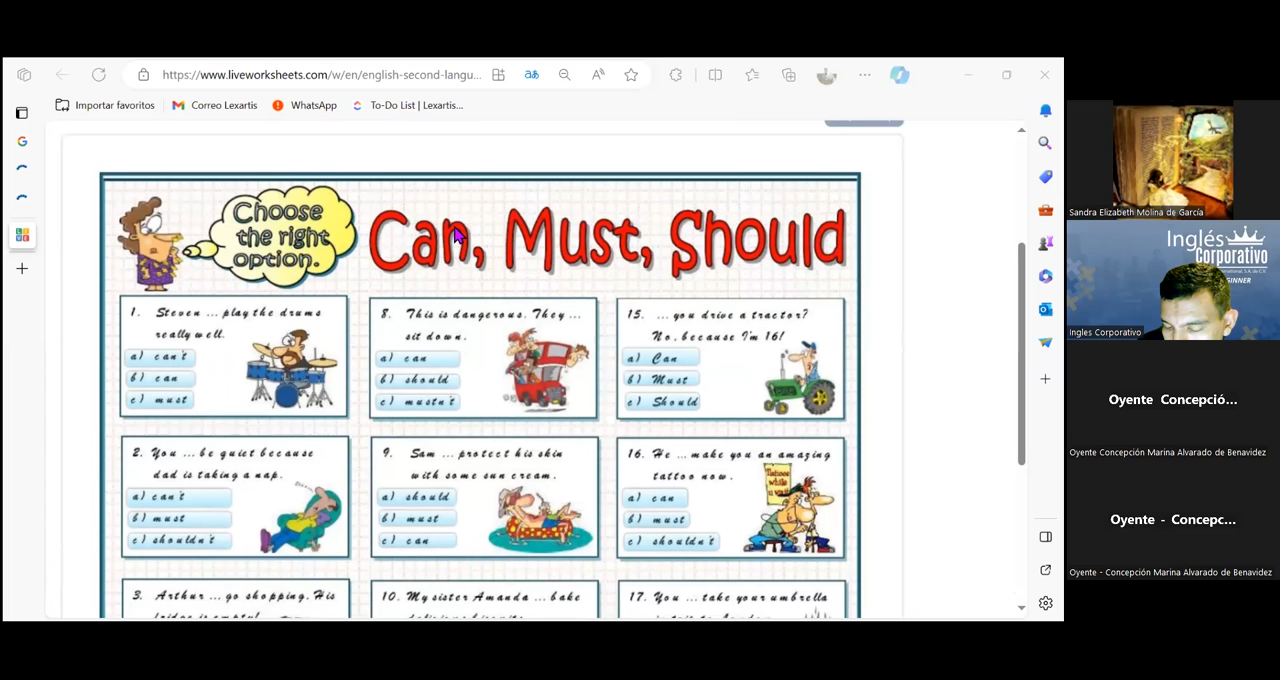 https://www.liveworksheets.com/w/en/english-second-langu...
Importar favoritos
Correo Lexartis
WhatsApp
To-Do List | Lexartis...
Choose
the right
option.
Can, Must, Should
1. Steven ... play the drums
really well.
a) can't
b) can
c) must
8. This is dangerous. They ...
sit down.
a) can
b) should
c) mustn't
15. ... you drive a tractor?
No, because I'm 16!
a) Can
b) Must
c) Should
2. You ... be quiet because
dad is taking a nap.
a) can't
b) must
c) shouldn't
9. Sam ... protect his skin
with some sun cream.
a) should
b) must
c) can
16. He ... make you an amazing
tattoo now.
a) can
b) must
c) shouldn't
Tattoos
while
u wait
3. Arthur ... go shopping. His
10. My sister Amanda ... bake
17. You ... take your umbrella
Sandra Elizabeth Molina de García
Inglés
Corporativo
Ingles Corporativo
Oyente Concepció...
Oyente Concepción Marina Alvarado de Benavidez
Oyente - Concepc...
Oyente - Concepción Marina Alvarado de Benavidez